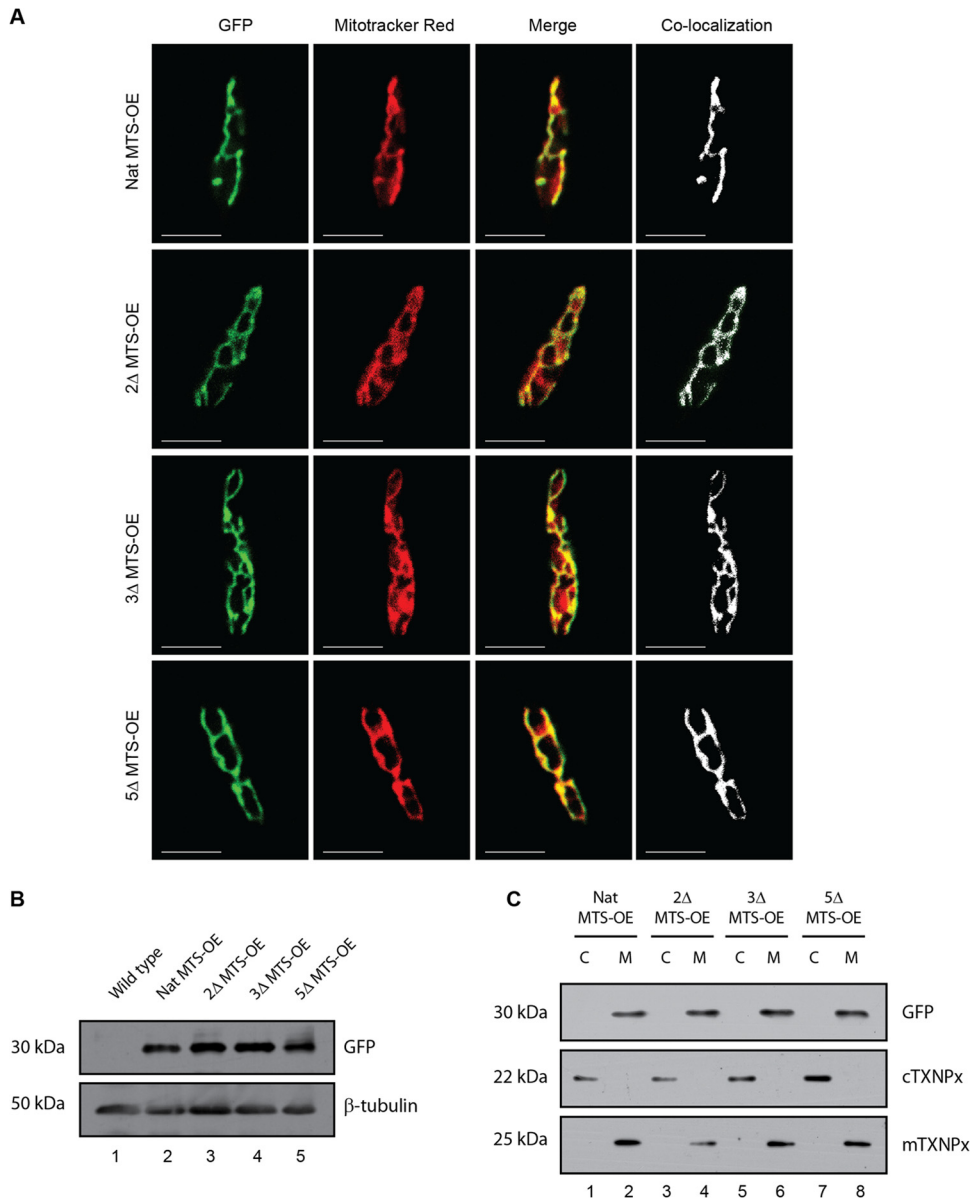 A
GFP Mitotracker Red Merge Co-localization
Nat MTS-OE
2Δ MTS-OE
3Δ MTS-OE
5Δ MTS-OE
B
Wild type
Nat MTS-OE
2Δ MTS-OE
3Δ MTS-OE
5Δ MTS-OE
30 kDa GFP
50 kDa β-tubulin
1 2 3 4 5
C
Nat MTS-OE
2Δ MTS-OE
3Δ MTS-OE
5Δ MTS-OE
C M C M C M C M
30 kDa GFP
22 kDa cTXNPx
25 kDa mTXNPx
1 2 3 4 5 6 7 8